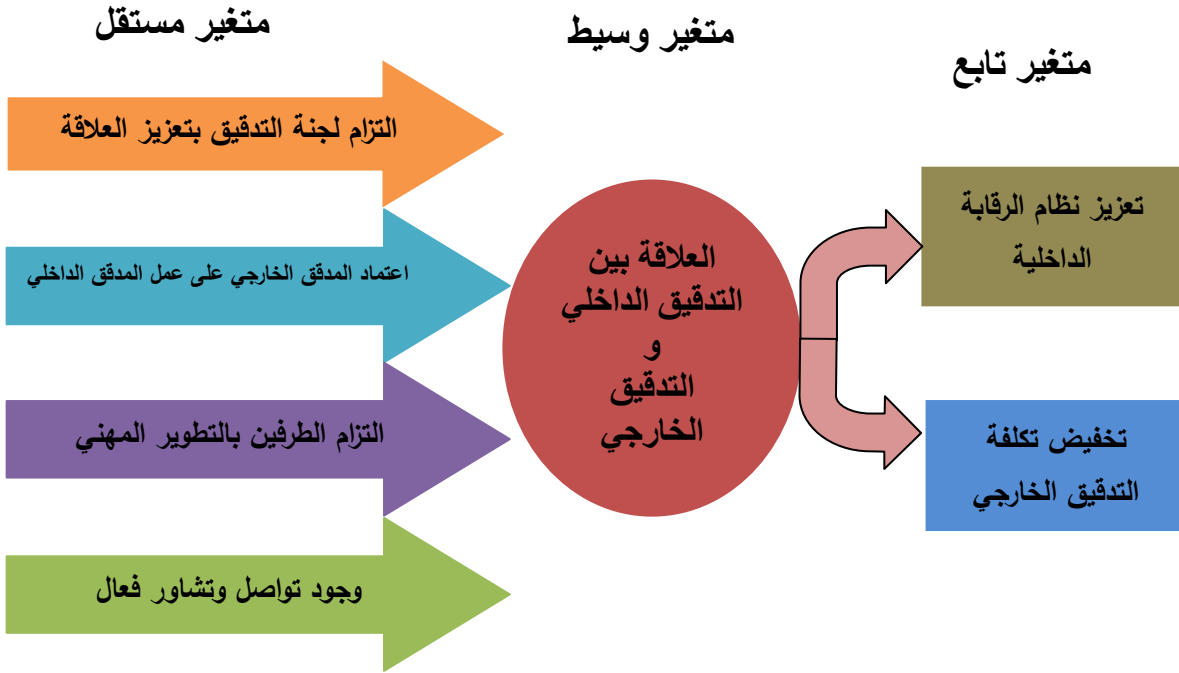 متغير مستقل
متغير وسيط
متغير تابع
التزام لجنة التدقيق بتعزيز العلاقة
اعتماد المدقق الخارجي على عمل المدقق الداخلي
التزام الطرفين بالتطوير المهني
وجود تواصل وتشاور فعال
العلاقة بين
التدقيق الداخلي
و
التدقيق
الخارجي
تعزيز نظام الرقابة
الداخلية
تخفيض تكلفة
التدقيق الخارجي